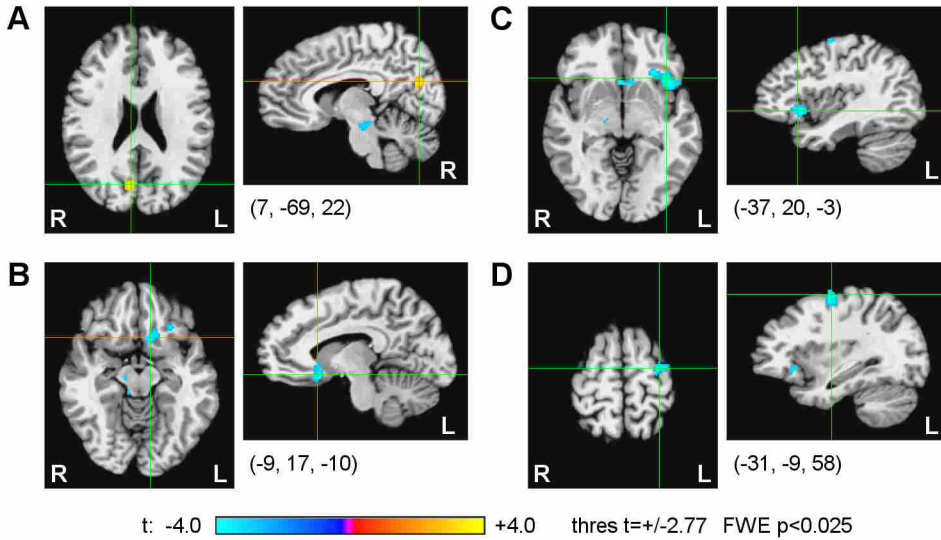 A
R
L
R
(7, -69, 22)
C
R
L
L
(-37, 20, -3)
B
R
L
L
(-9, 17, -10)
D
R
L
L
(-31, -9, 58)
t: -4.0 +4.0 thres t=+/-2.77 FWE p<0.025